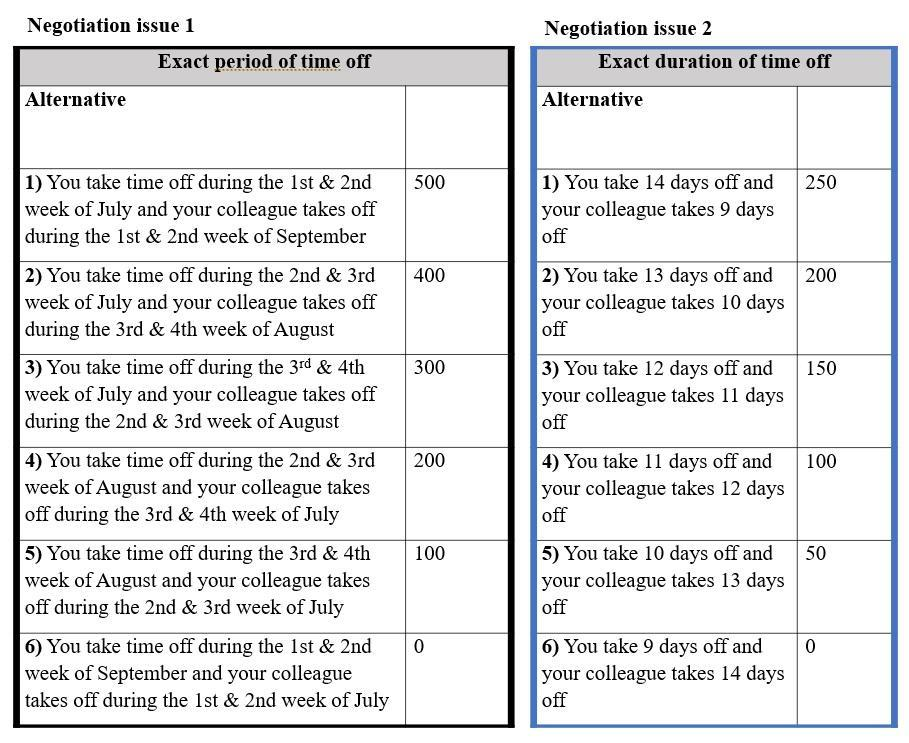 Negotiation issue 1
Exact period of time off
Alternative
1) You take time off during the 1st & 2nd
week of July and your colleague takes off
during the 1st & 2nd week of September
500
2) You take time off during the 2nd & 3rd
week of July and your colleague takes off
during the 3rd & 4th week of August
400
3) You take time off during the 3rd & 4th
week of July and your colleague takes off
during the 2nd & 3rd week of August
300
4) You take time off during the 2nd & 3rd
week of August and your colleague takes
off during the 3rd & 4th week of July
200
5) You take time off during the 3rd & 4th
week of August and your colleague takes
off during the 2nd & 3rd week of July
100
6) You take time off during the 1st & 2nd
week of September and your colleague
takes off during the 1st & 2nd week of July
0
Negotiation issue 2
Exact duration of time off
Alternative
1) You take 14 days off and
your colleague takes 9 days
off
250
2) You take 13 days off and
your colleague takes 10 days
off
200
3) You take 12 days off and
your colleague takes 11 days
off
150
4) You take 11 days off and
your colleague takes 12 days
off
100
5) You take 10 days off and
your colleague takes 13 days
off
50
6) You take 9 days off and
your colleague takes 14 days
off
0